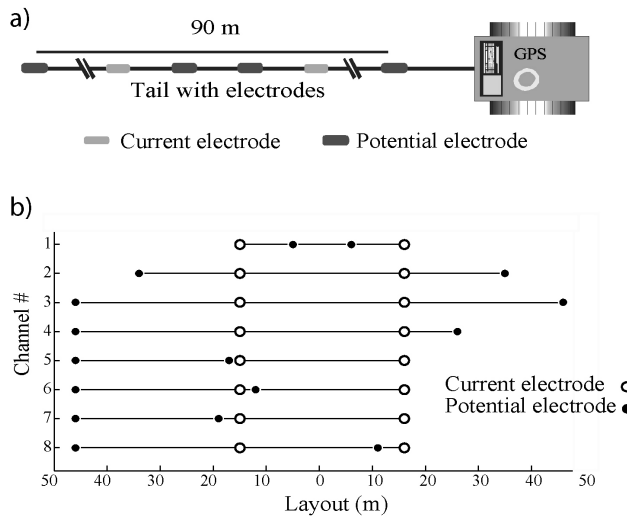 a)
90 m
GPS
Tail with electrodes
Current electrode
Potential electrode
b)
Channel #
1
2
3
4
5
6
7
8
Current electrode
Potential electrode
50 40 30 20 10 0 10 20 30 40 50
Layout (m)